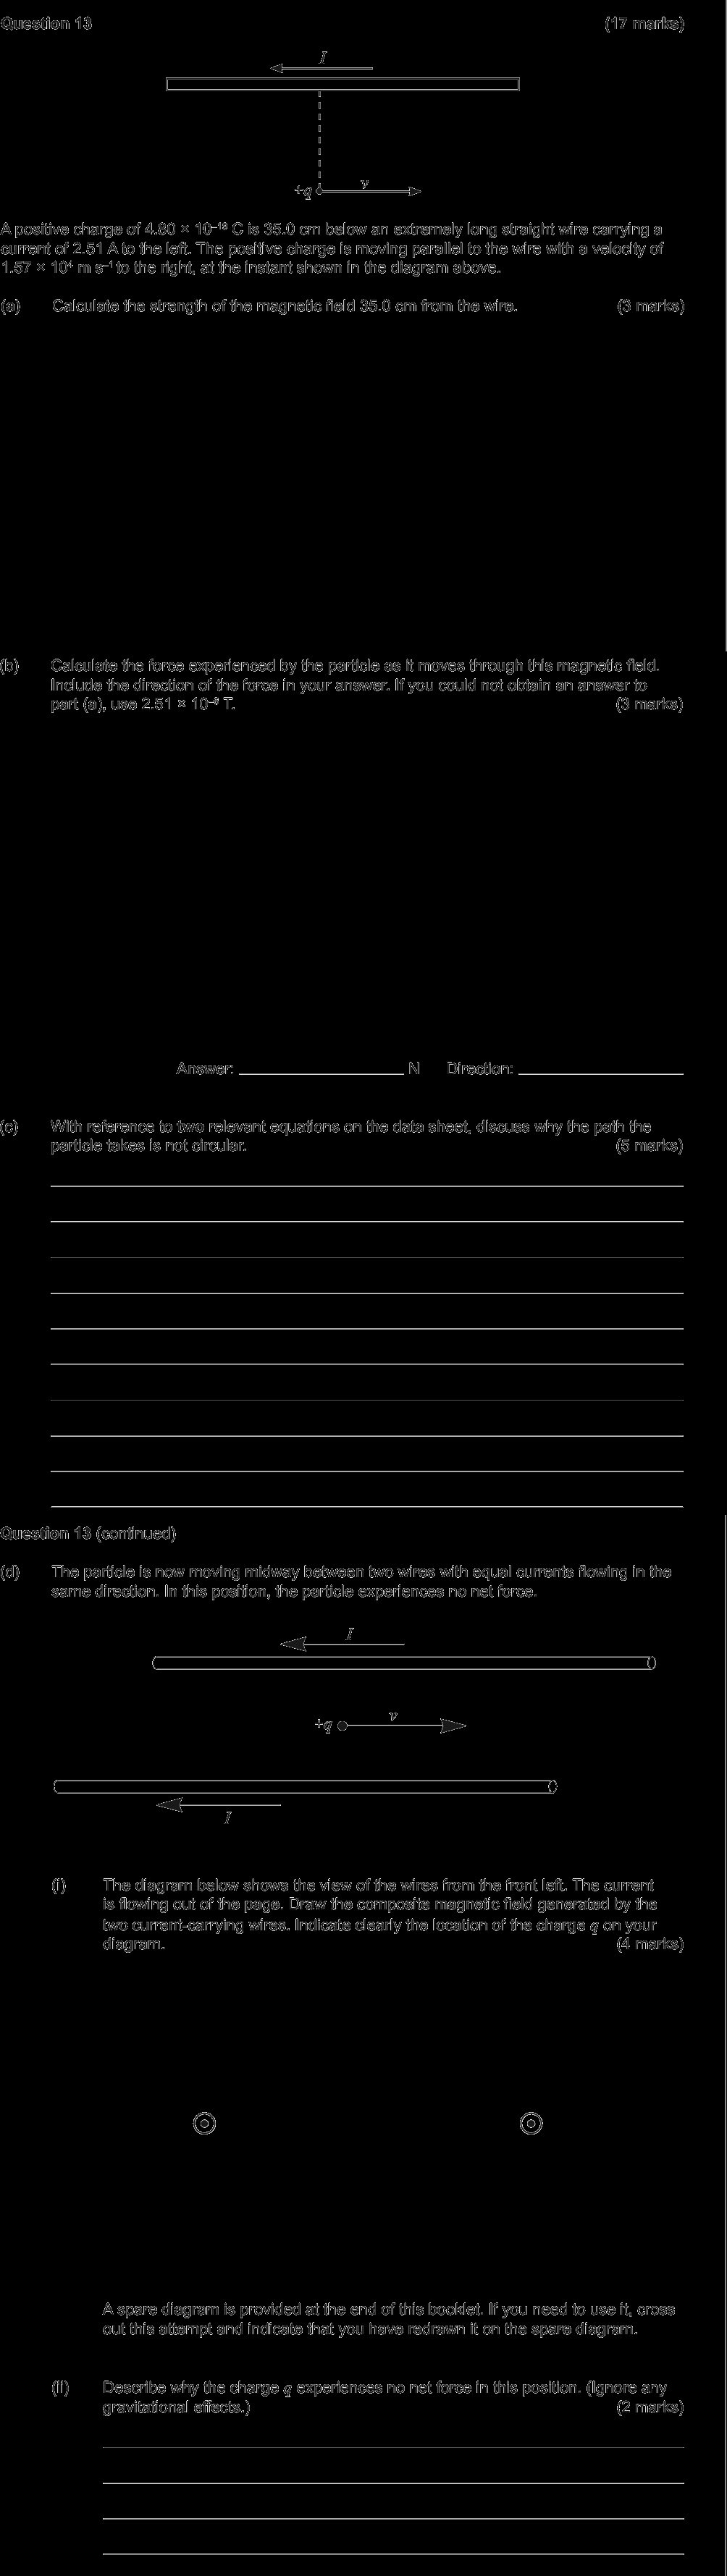 Question 13 (17 marks)
I
+q v
A positive charge of 4.80 × 10⁻¹⁸ C is 35.0 cm below an extremely long straight wire carrying a
current of 2.51 A to the left. The positive charge is moving parallel to the wire with a velocity of
1.57 × 10⁴ m s⁻¹ to the right, at the instant shown in the diagram above.
(a) Calculate the strength of the magnetic field 35.0 cm from the wire. (3 marks)
(b) Calculate the force experienced by the particle as it moves through this magnetic field.
Include the direction of the force in your answer. If you could not obtain an answer to
part (a), use 2.51 × 10⁻⁶ T. (3 marks)
Answer: N Direction:
(c) With reference to two relevant equations on the data sheet, discuss why the path the
particle takes is not circular. (5 marks)
Question 13 (continued)
(d) The particle is now moving midway between two wires with equal currents flowing in the
same direction. In this position, the particle experiences no net force.
I
+q v
I
(i) The diagram below shows the view of the wires from the front left. The current
is flowing out of the page. Draw the composite magnetic field generated by the
two current-carrying wires. Indicate clearly the location of the charge q on your
diagram. (4 marks)
A spare diagram is provided at the end of this booklet. If you need to use it, cross
out this attempt and indicate that you have redrawn it on the spare diagram.
(ii) Describe why the charge q experiences no net force in this position. (Ignore any
gravitational effects.) (2 marks)